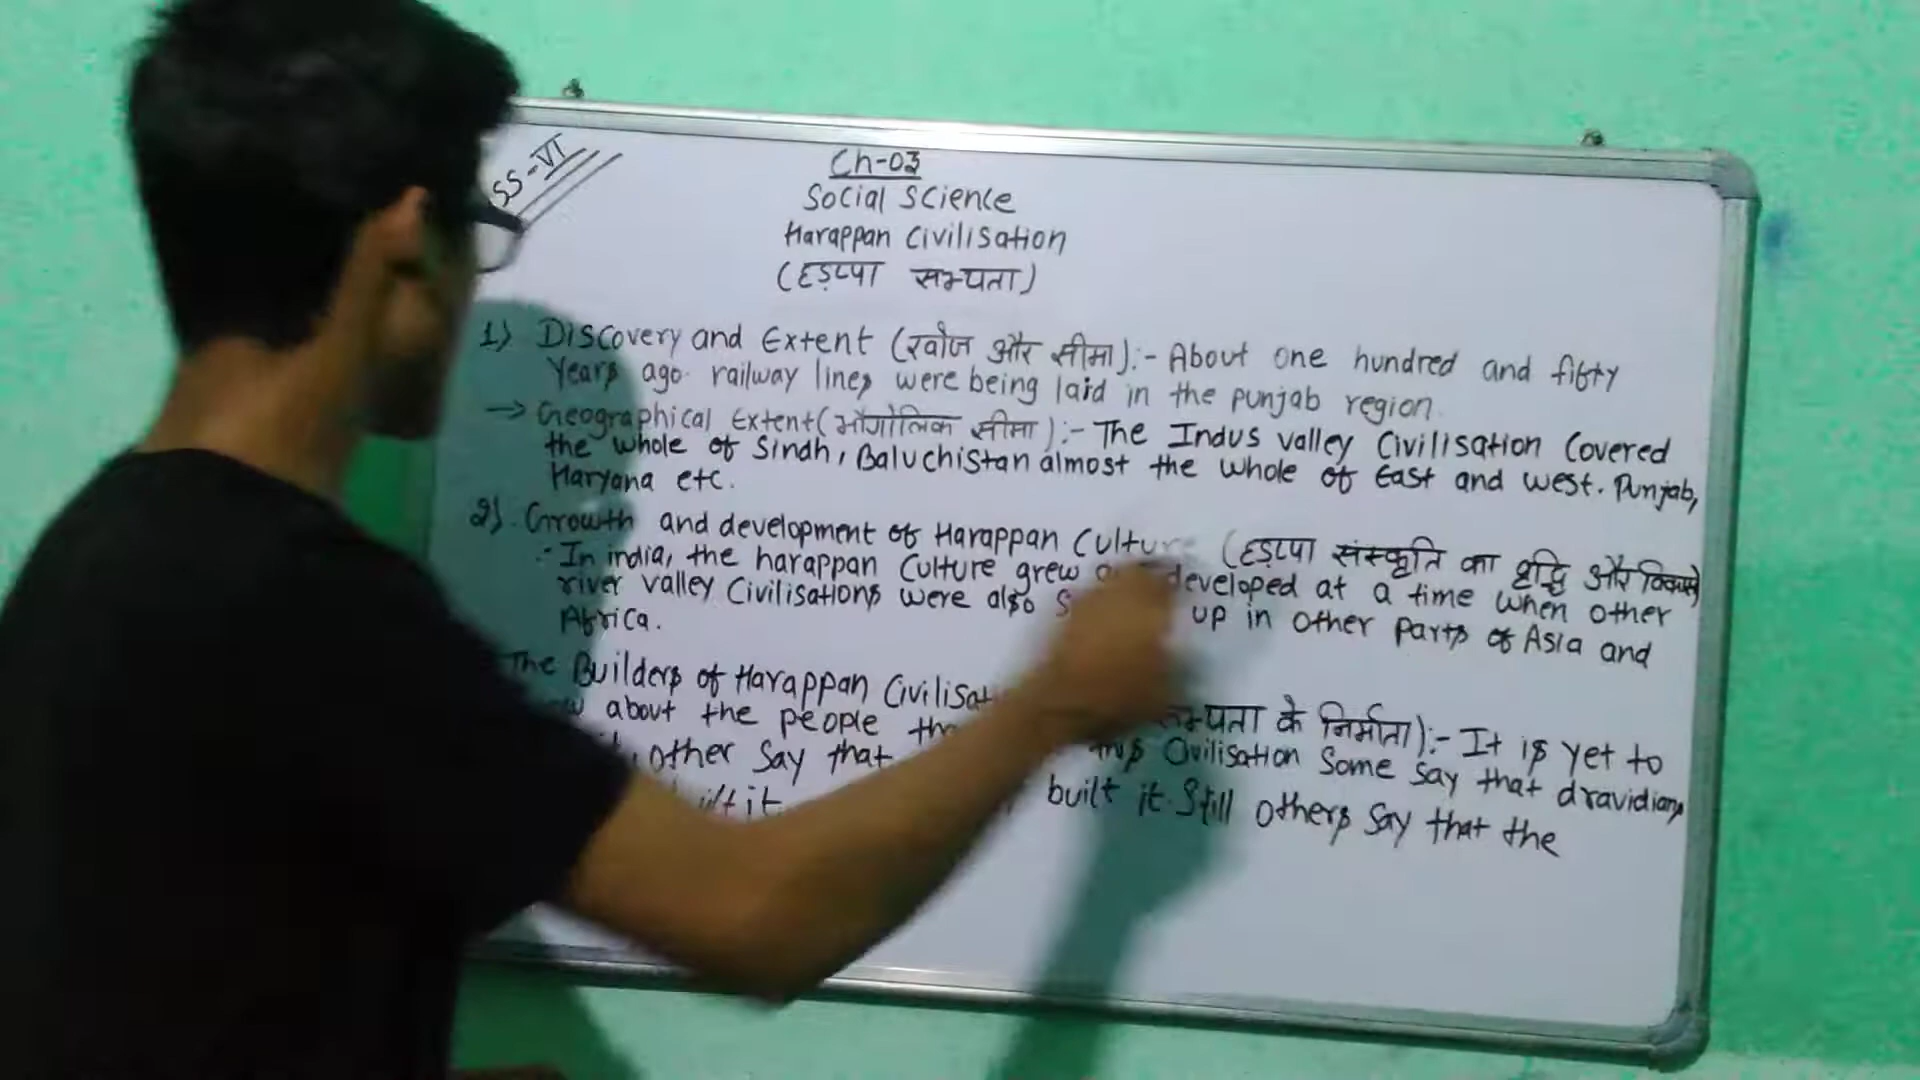 SS-VI
Ch-03
Social Science
Harappan Civilisation
(हड़प्पा सभ्यता)
1) Discovery and Extent (खोज और सीमा):- About one hundred and fifty
Years ago railway lines were being laid in the punjab region.
→ Geographical Extent (भौगोलिक सीमा):- The Indus valley Civilisation Covered
the whole of Sindh, Baluchistan almost the whole of East and west. Punjab,
Haryana etc.
2) Growth and development of Harappan Culture (हड़प्पा संस्कृति का वृद्धि और विकास)
:- In india, the harappan Culture grew developed at a time when other
river valley Civilisations were also up in other parts of Asia and
Africa.
The Builders of Harappan के निर्माता):- It is yet to
about the people Civilisation Some say that dravidians
other say that built it. Still others say that the
it.